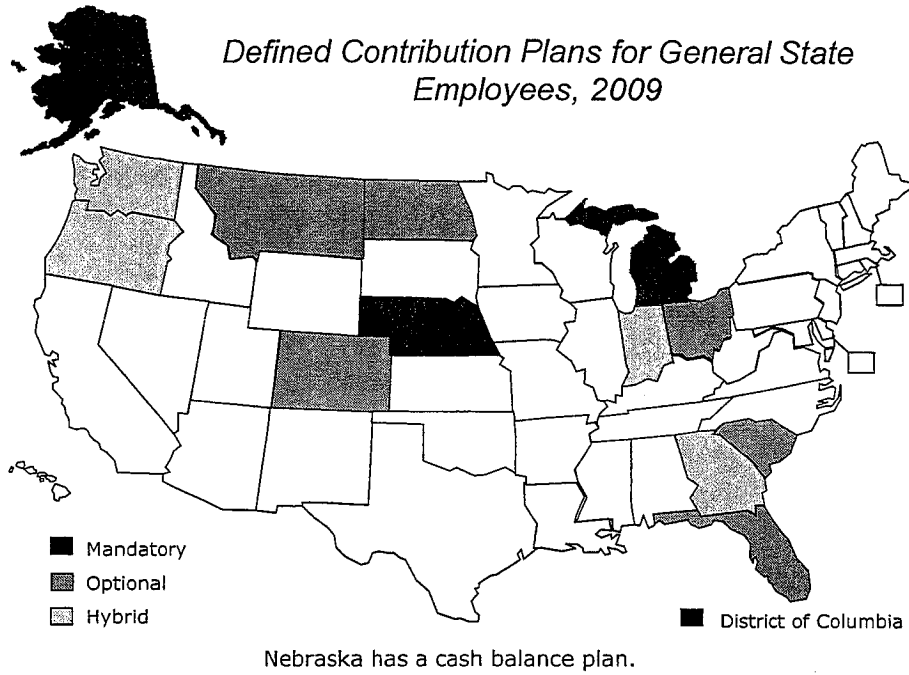 Defined Contribution Plans for General State
Employees, 2009
Mandatory
Optional
Hybrid
District of Columbia
Nebraska has a cash balance plan.